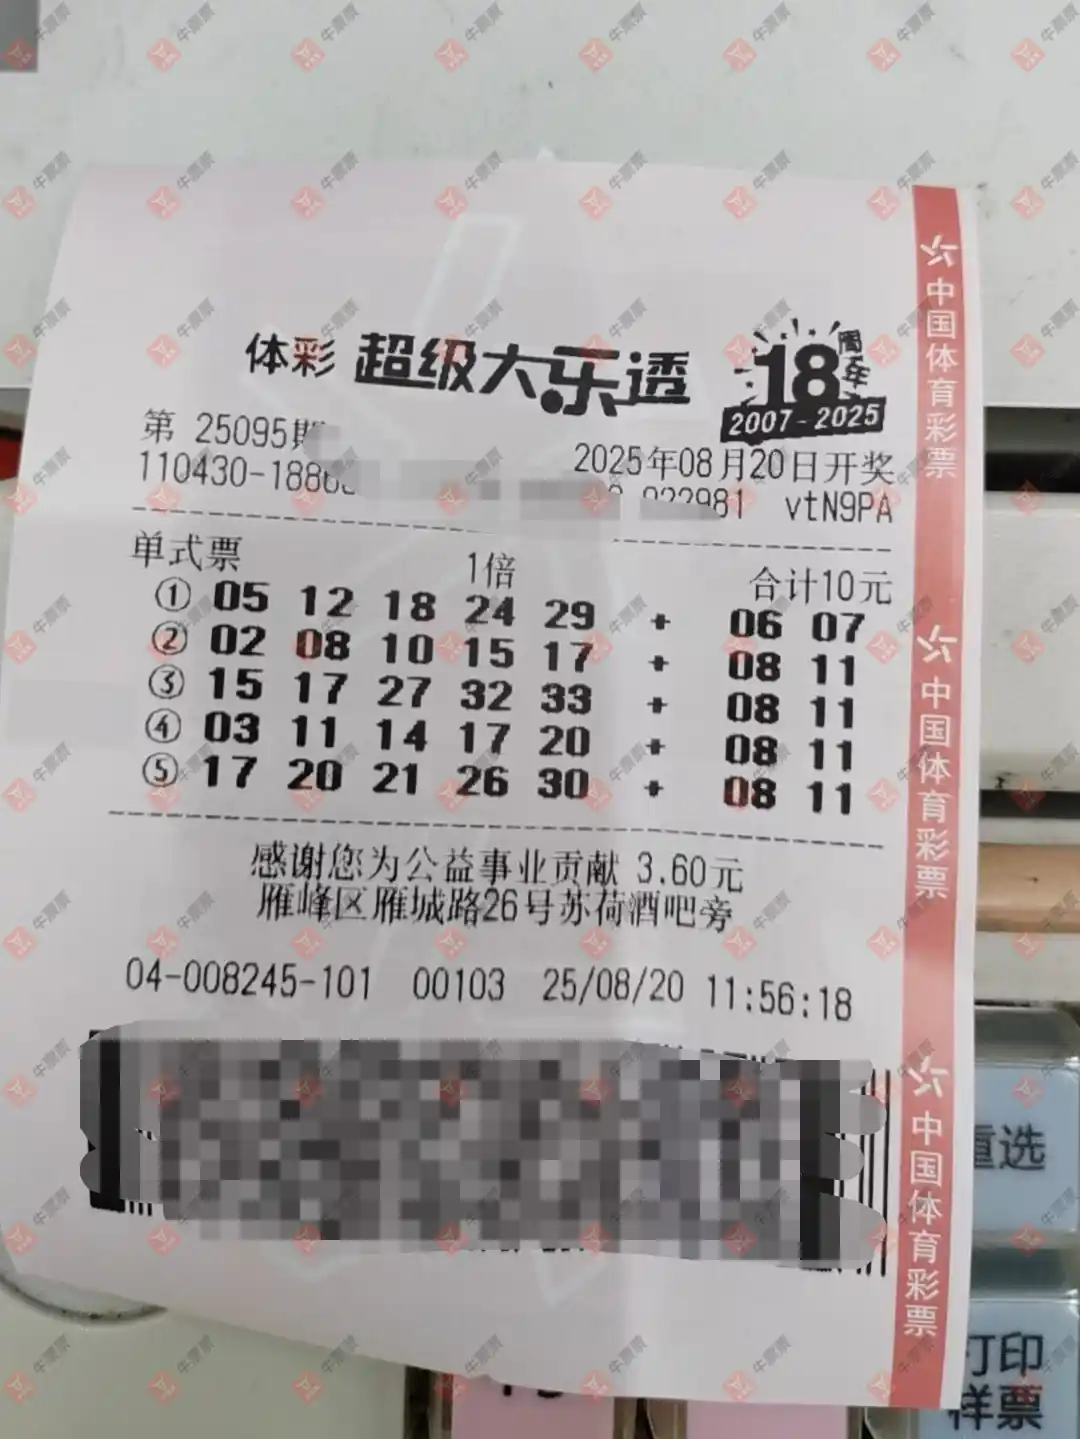 体彩 超级大乐透 18周年
2007-2025
第 25095期
2025年08月20日开奖
110430-1886
981 vtN9PA
单式票 1倍 合计10元
① 05 12 18 24 29 + 06 07
② 02 08 10 15 17 + 08 11
③ 15 17 27 32 33 + 08 11
④ 03 11 14 17 20 + 08 11
⑤ 17 20 21 26 30 + 08 11
感谢您为公益事业贡献 3.60元
雁峰区雁城路26号苏荷酒吧旁
04-008245-101 00103 25/08/20 11:56:18
中国体育彩票
中国体育彩票
中国体育彩票
重选
打印
样票
牛票票